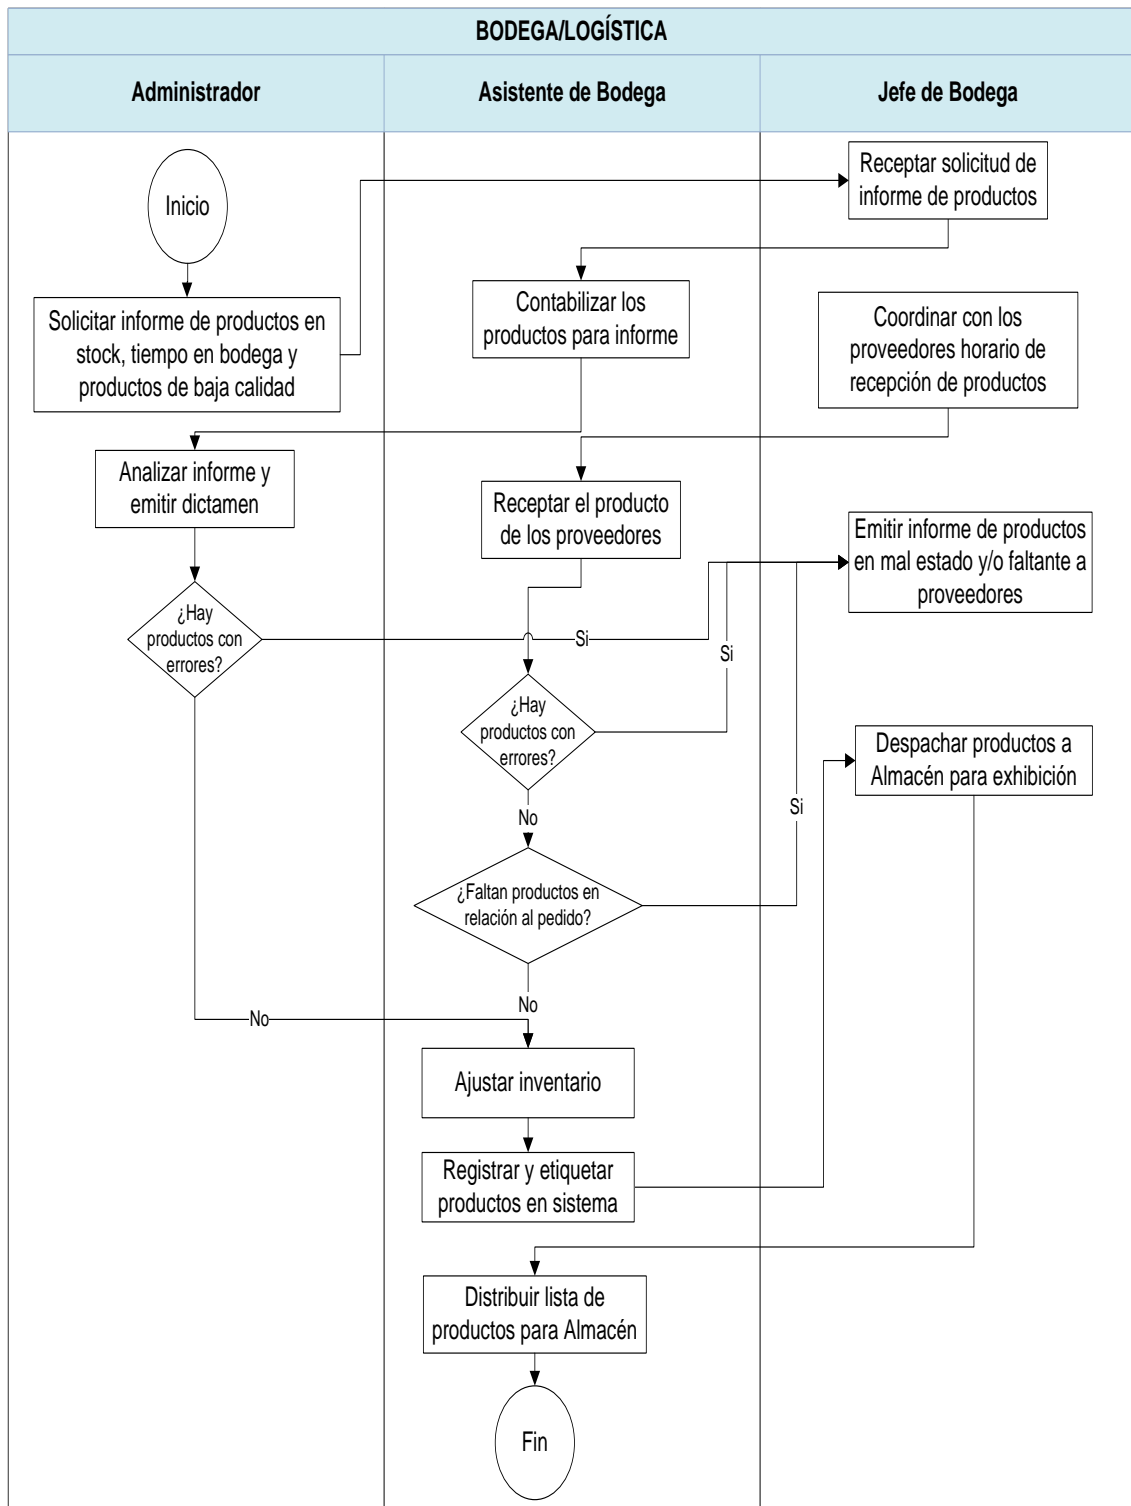 BODEGA/LOGÍSTICA
Administrador
Asistente de Bodega
Jefe de Bodega
Inicio
Receptar solicitud de
informe de productos
Solicitar informe de productos en
stock, tiempo en bodega y
productos de baja calidad
Contabilizar los
productos para informe
Coordinar con los
proveedores horario de
recepción de productos
Analizar informe y
emitir dictamen
Receptar el producto
de los proveedores
Emitir informe de productos
en mal estado y/o faltante a
proveedores
¿Hay
productos con
errores?
Si
Si
¿Hay
productos con
errores?
Despachar productos a
Almacén para exhibición
No
Si
¿Faltan productos en
relación al pedido?
No
No
Ajustar inventario
Registrar y etiquetar
productos en sistema
Distribuir lista de
productos para Almacén
Fin